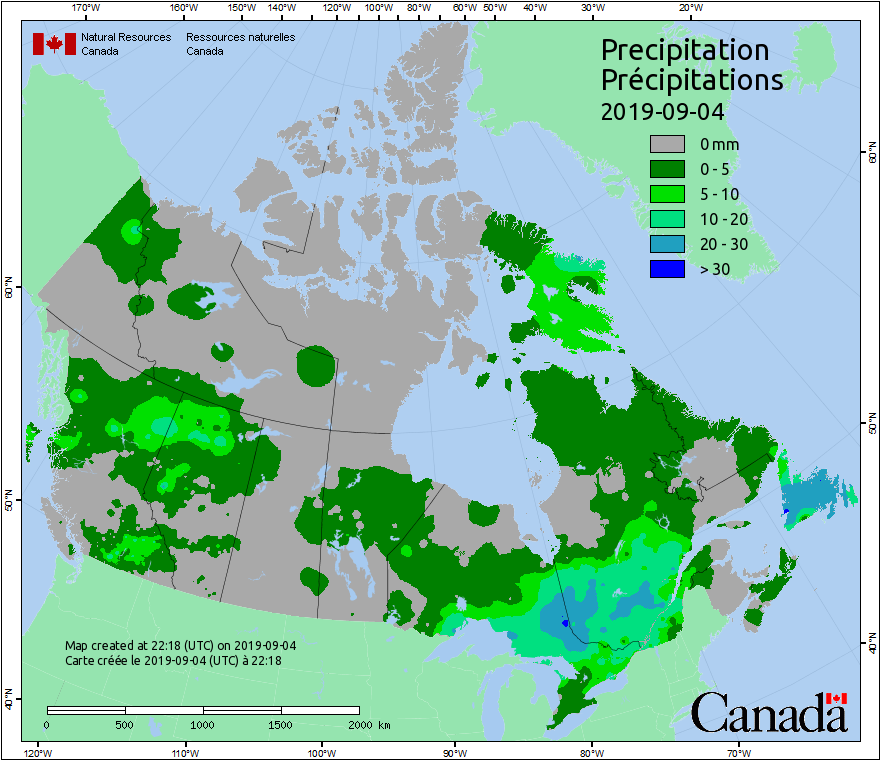 170°W 160°W 150°W 140°W 120°W 100°W 80°W 60°W 50°W 40°W 30°W 20°W
Natural Resources Ressources naturelles
Canada Canada
Precipitation
Précipitations
2019-09-04
0 mm
0 - 5
5 - 10
10 - 20
20 - 30
> 30
60°N
60°N
50°N
50°N
40°N
40°N
Map created at 22:18 (UTC) on 2019-09-04
Carte créée le 2019-09-04 (UTC) à 22:18
0 500 1000 1500 2000 km
Canada
120°W 110°W 100°W 90°W 80°W 70°W